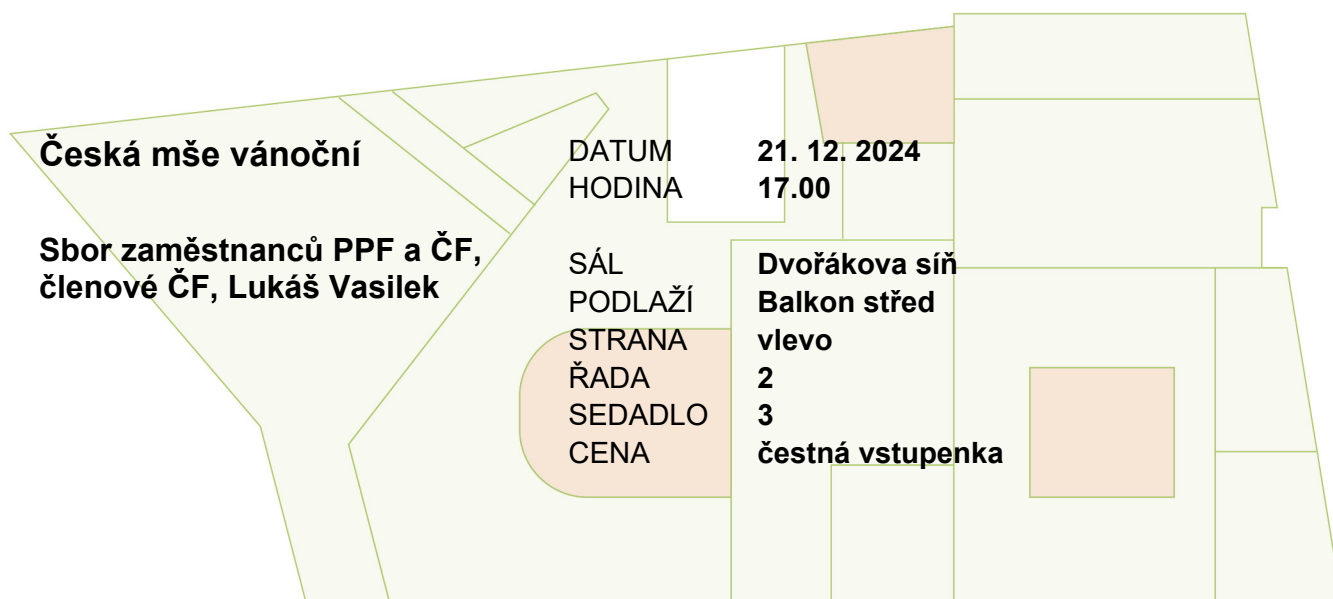 Česká mše vánoční
Sbor zaměstnanců PPF a ČF,
členové ČF, Lukáš Vasilek
DATUM 21. 12. 2024
HODINA 17.00
SÁL Dvořákova síň
PODLAŽÍ Balkon střed
STRANA vlevo
ŘADA 2
SEDADLO 3
CENA čestná vstupenka